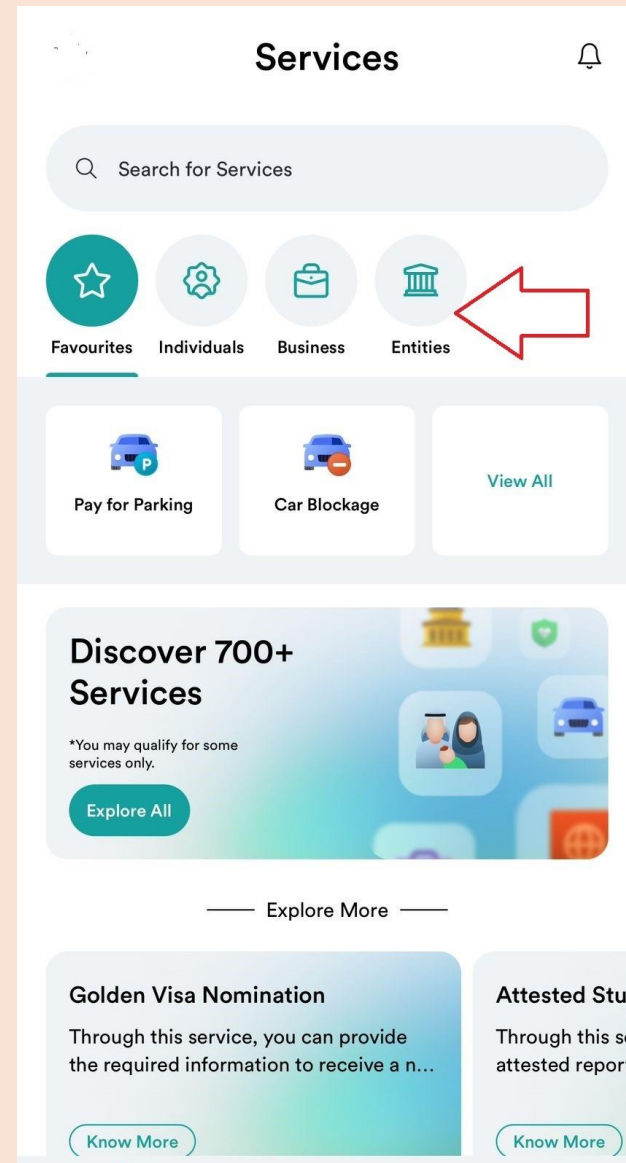 Services
Search for Services
Favourites Individuals Business Entities
P
Pay for Parking Car Blockage View All
Discover 700+
Services
*You may qualify for some
services only.
Explore All
Explore More
Golden Visa Nomination
Through this service, you can provide
the required information to receive a n...
Know More
Attested Stu
Through this s
attested repor
Know More